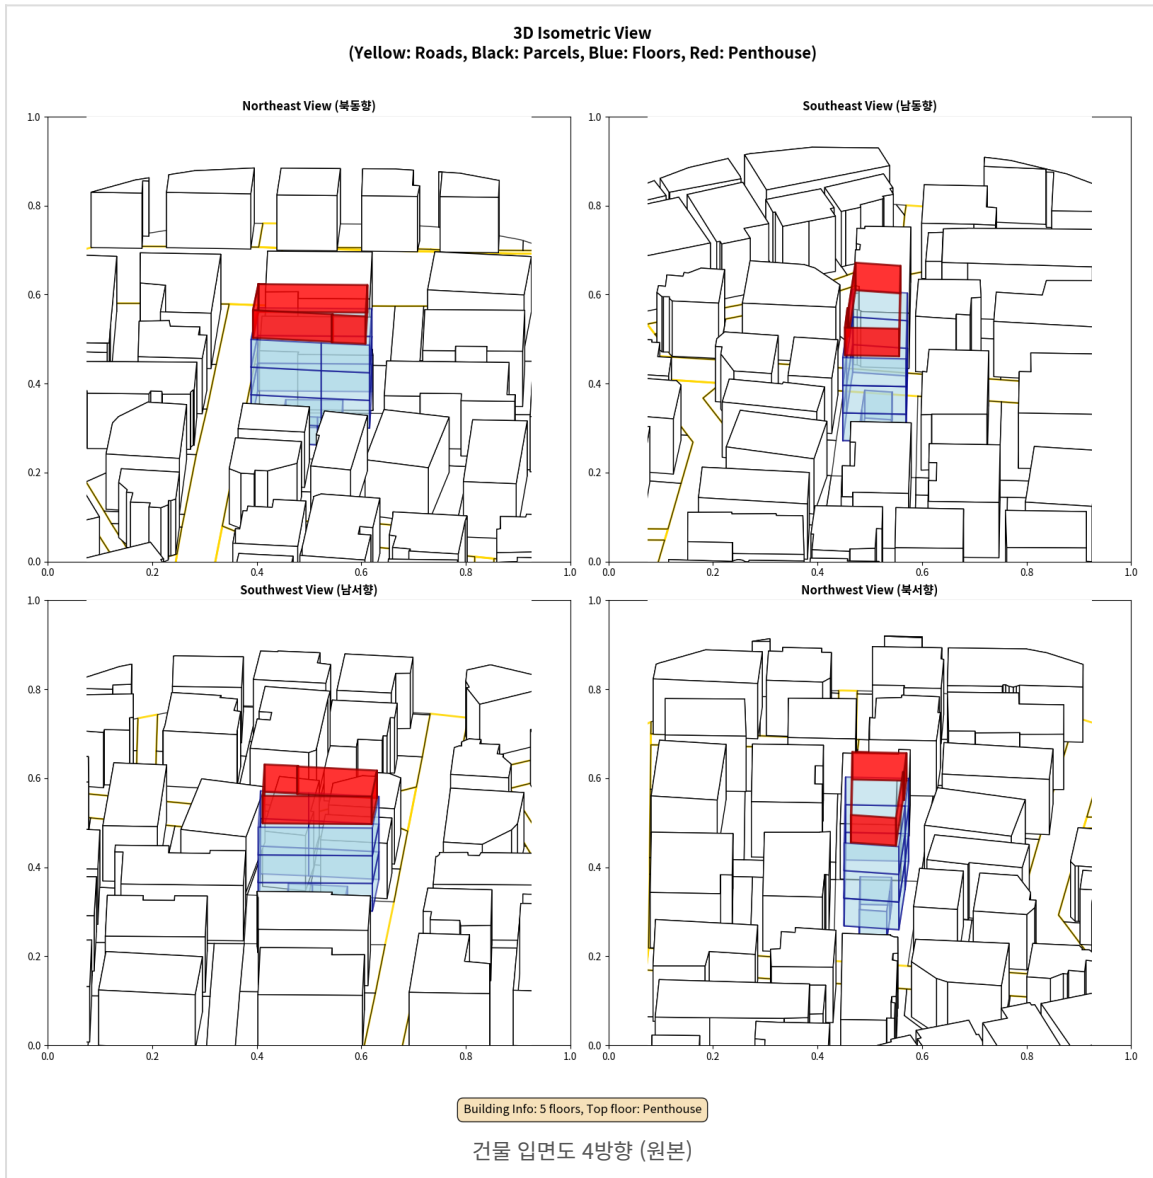 3D Isometric View
(Yellow: Roads, Black: Parcels, Blue: Floors, Red: Penthouse)
Northeast View (북동향)
1.0
0.8
0.6
0.4
0.2
0.0
0.0 0.2 0.4 0.6 0.8 1.0
Southeast View (남동향)
1.0
0.8
0.6
0.4
0.2
0.0
0.0 0.2 0.4 0.6 0.8 1.0
Southwest View (남서향)
1.0
0.8
0.6
0.4
0.2
0.0
0.0 0.2 0.4 0.6 0.8 1.0
Northwest View (북서향)
1.0
0.8
0.6
0.4
0.2
0.0
0.0 0.2 0.4 0.6 0.8 1.0
Building Info: 5 floors, Top floor: Penthouse
건물 입면도 4방향 (원본)